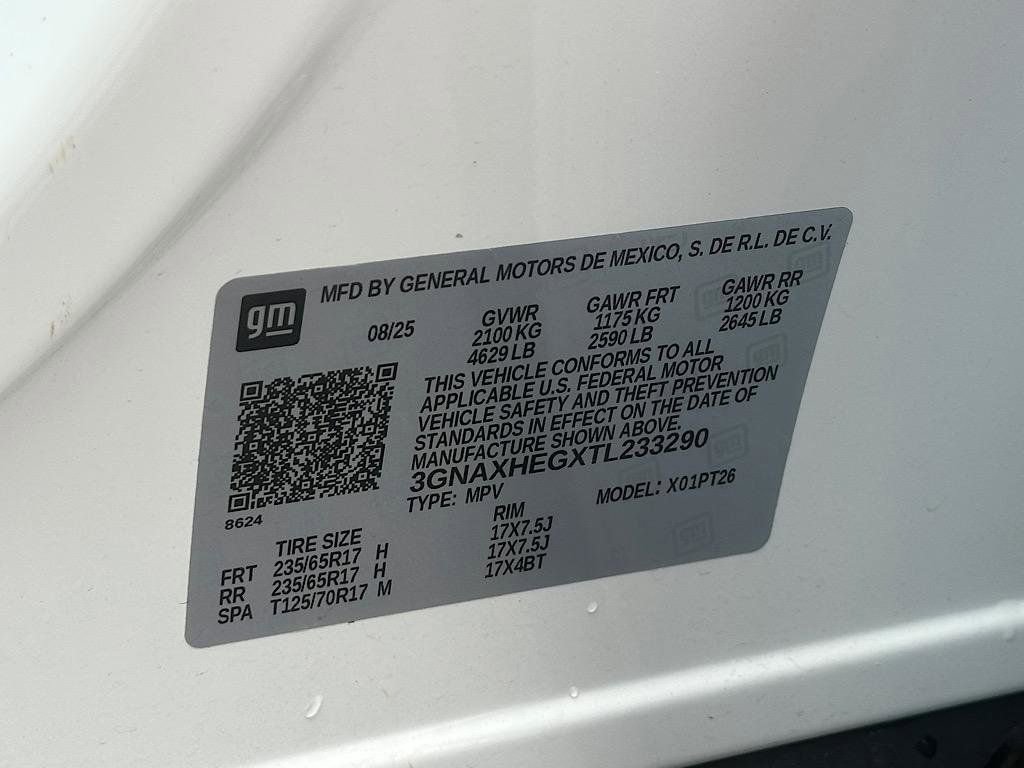 gm
MFD BY GENERAL MOTORS DE MEXICO, S. DE R.L. DE C.V.
08/25
GVWR GAWR FRT GAWR RR
2100 KG 1175 KG 1200 KG
4629 LB 2590 LB 2645 LB
THIS VEHICLE CONFORMS TO ALL
APPLICABLE U.S. FEDERAL MOTOR
VEHICLE SAFETY AND THEFT PREVENTION
STANDARDS IN EFFECT ON THE DATE OF
MANUFACTURE SHOWN ABOVE.
3GNAXHEGXTL233290
TYPE: MPV MODEL: X01PT26
8624
TIRE SIZE RIM
FRT 235/65R17 H 17X7.5J
RR 235/65R17 H 17X7.5J
SPA T125/70R17 M 17X4BT